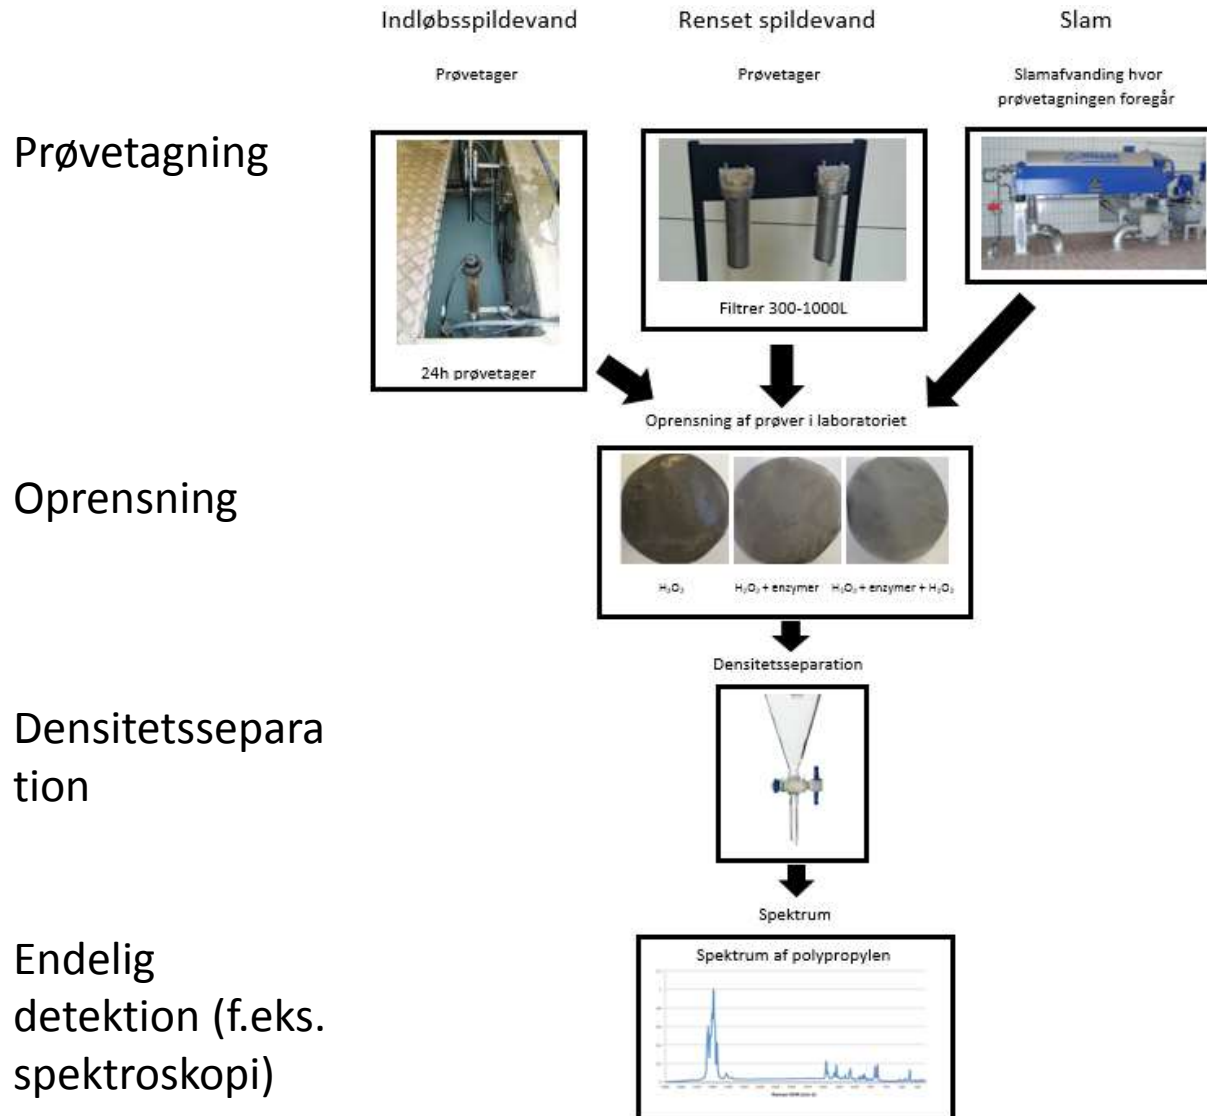 Indløbsspildevand
Renset spildevand
Slam
Prøvetager
Prøvetager
Slamafvanding hvor
prøvetagningen foregår
Prøvetagning
Filtrer 300-1000L
24h prøvetager
Oprensning af prøver i laboratoriet
Oprensning
H₂O₂
H₂O₂ + enzymer
H₂O₂ + enzymer + H₂O₂
Densitetsseparation
Densitetssepara
tion
Spektrum
Endelig
detektion (f.eks.
spektroskopi)
Spektrum af polypropylen